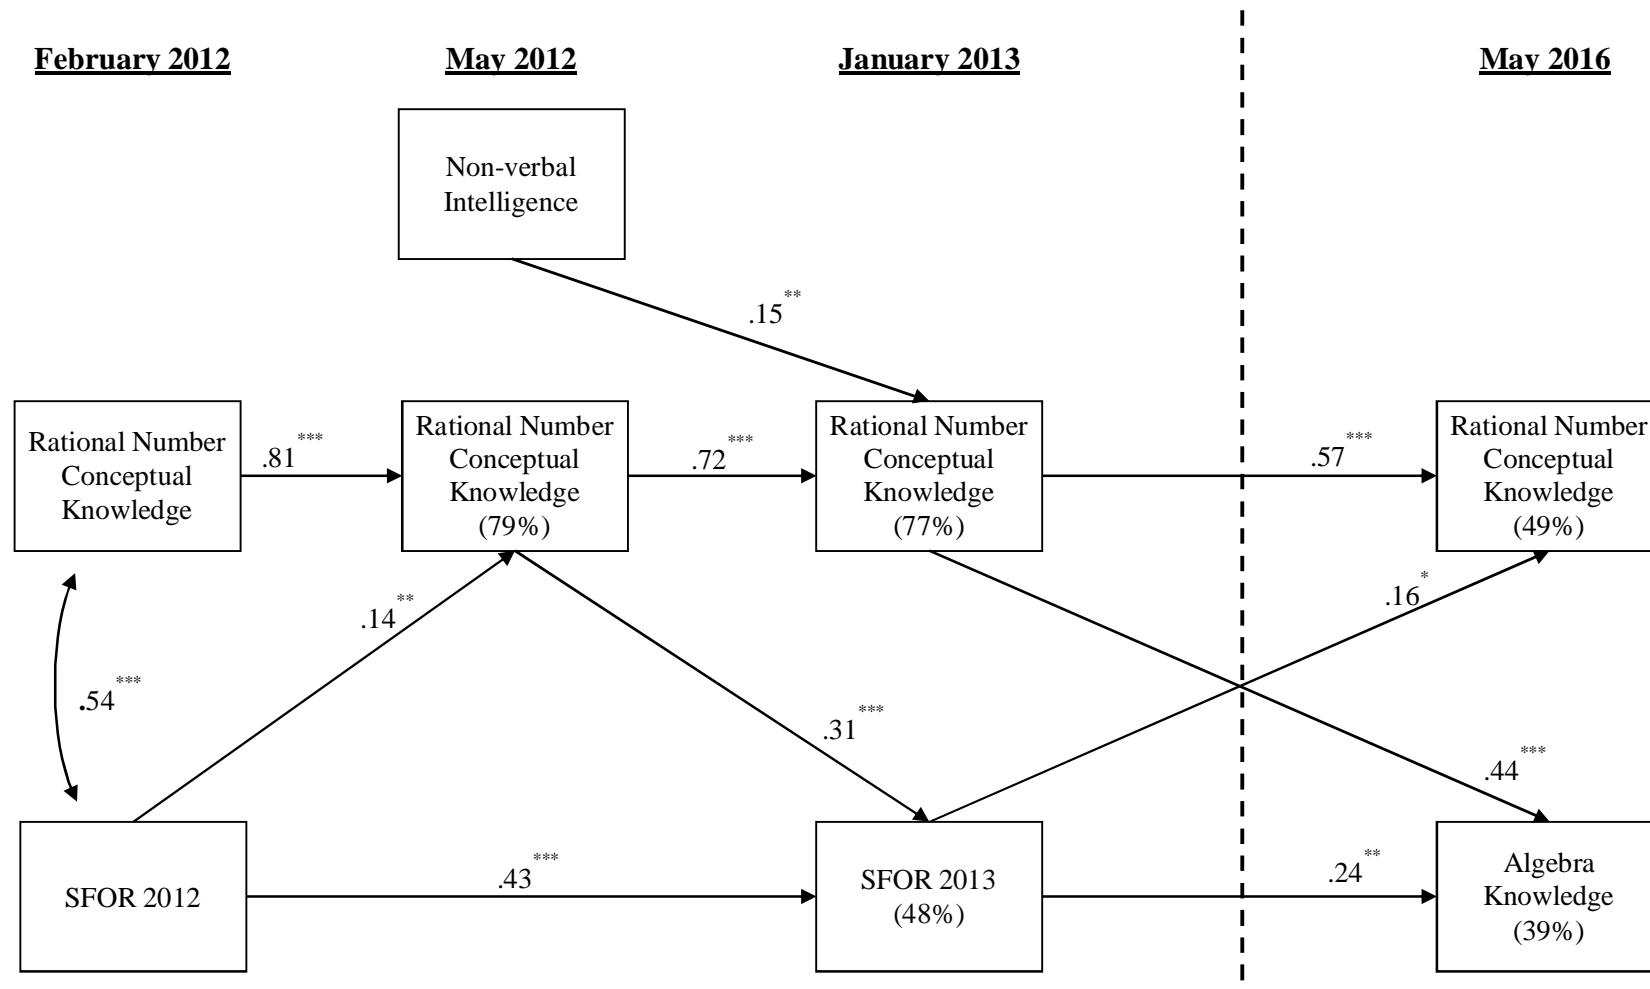 February 2012
May 2012
January 2013
May 2016
Non-verbal
Intelligence
.15**
Rational Number
Conceptual
Knowledge
.81***
Rational Number
Conceptual
Knowledge
(79%)
.72***
Rational Number
Conceptual
Knowledge
(77%)
.57***
Rational Number
Conceptual
Knowledge
(49%)
.54***
.14**
.31***
.16*
.44***
SFOR 2012
.43***
SFOR 2013
(48%)
.24**
Algebra
Knowledge
(39%)